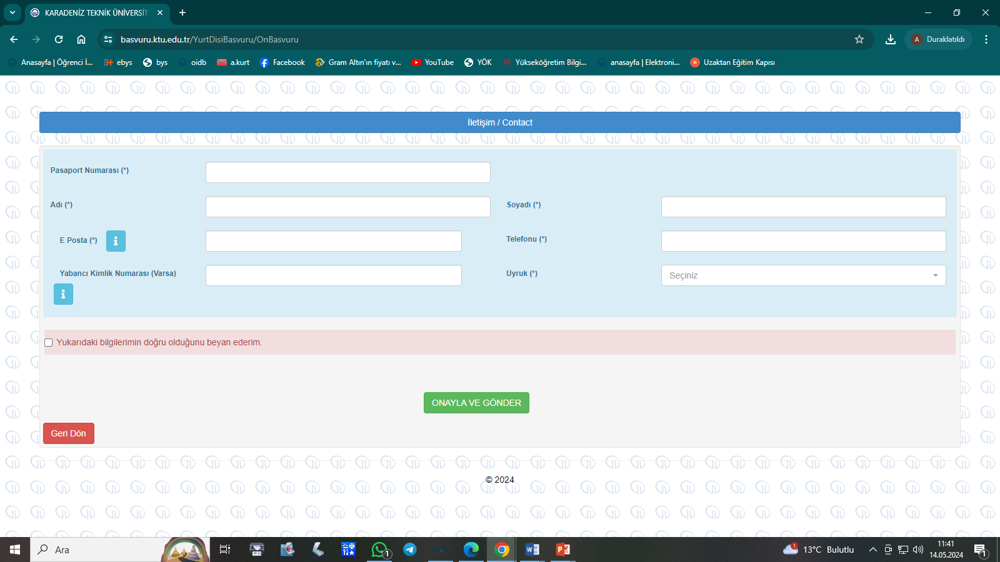 KARADENİZ TEKNİK ÜNİVERSİT
basvuru.ktu.edu.tr/YurtDisiBasvuru/OnBasvuru
A Duraklatıldı
Anasayfa | Öğrenci İ... ebys bys oidb a.kurt Facebook Gram Altın'ın fiyatı v... YouTube YÖK Yükseköğretim Bilgi... anasayfa | Elektroni... Uzaktan Eğitim Kapısı
İletişim / Contact
Pasaport Numarası (*)
Adı (*) Soyadı (*)
E Posta (*) Telefonu (*)
Yabancı Kimlik Numarası (Varsa) Uyruk (*) Seçiniz
Yukarıdaki bilgilerimin doğru olduğunu beyan ederim.
ONAYLA VE GÖNDER
Geri Dön
© 2024
Ara 1 1 13°C Bulutlu 11:41
14.05.2024 1